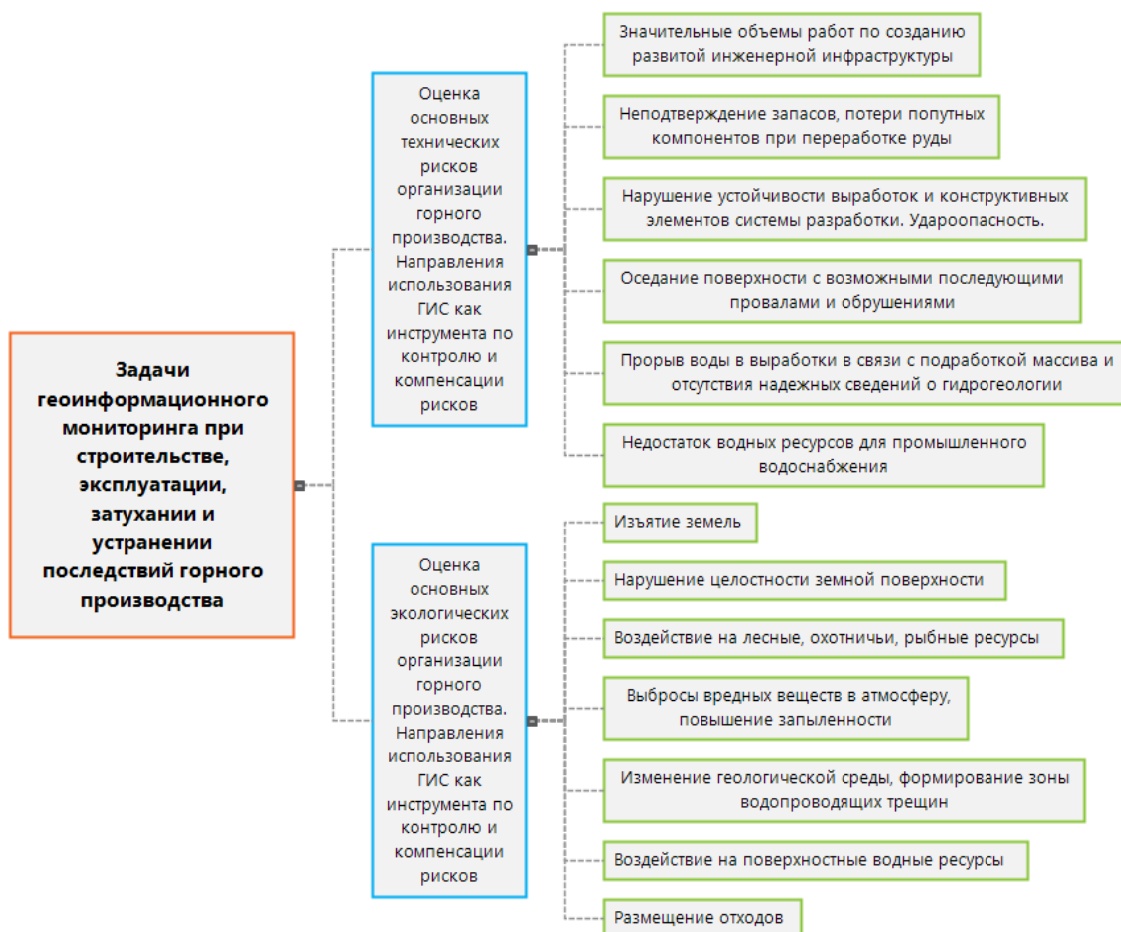 Задачи
геоинформационного
мониторинга при
строительстве,
эксплуатации,
затухании и
устранении
последствий горного
производства
Оценка
основных
технических
рисков
организации
горного
производства.
Направления
использования
ГИС как
инструмента по
контролю и
компенсации
рисков
Значительные объемы работ по созданию
развитой инженерной инфраструктуры
Неподтверждение запасов, потери попутных
компонентов при переработке руды
Нарушение устойчивости выработок и конструктивных
элементов системы разработки. Удароопасность.
Оседание поверхности с возможными последующими
провалами и обрушениями
Прорыв воды в выработки в связи с подработкой массива и
отсутствия надежных сведений о гидрогеологии
Недостаток водных ресурсов для промышленного
водоснабжения
Оценка
основных
экологических
рисков
организации
горного
производства.
Направления
использования
ГИС как
инструмента по
контролю и
компенсации
рисков
Изъятие земель
Нарушение целостности земной поверхности
Воздействие на лесные, охотничьи, рыбные ресурсы
Выбросы вредных веществ в атмосферу,
повышение запыленности
Изменение геологической среды, формирование зоны
водопроводящих трещин
Воздействие на поверхностные водные ресурсы
Размещение отходов